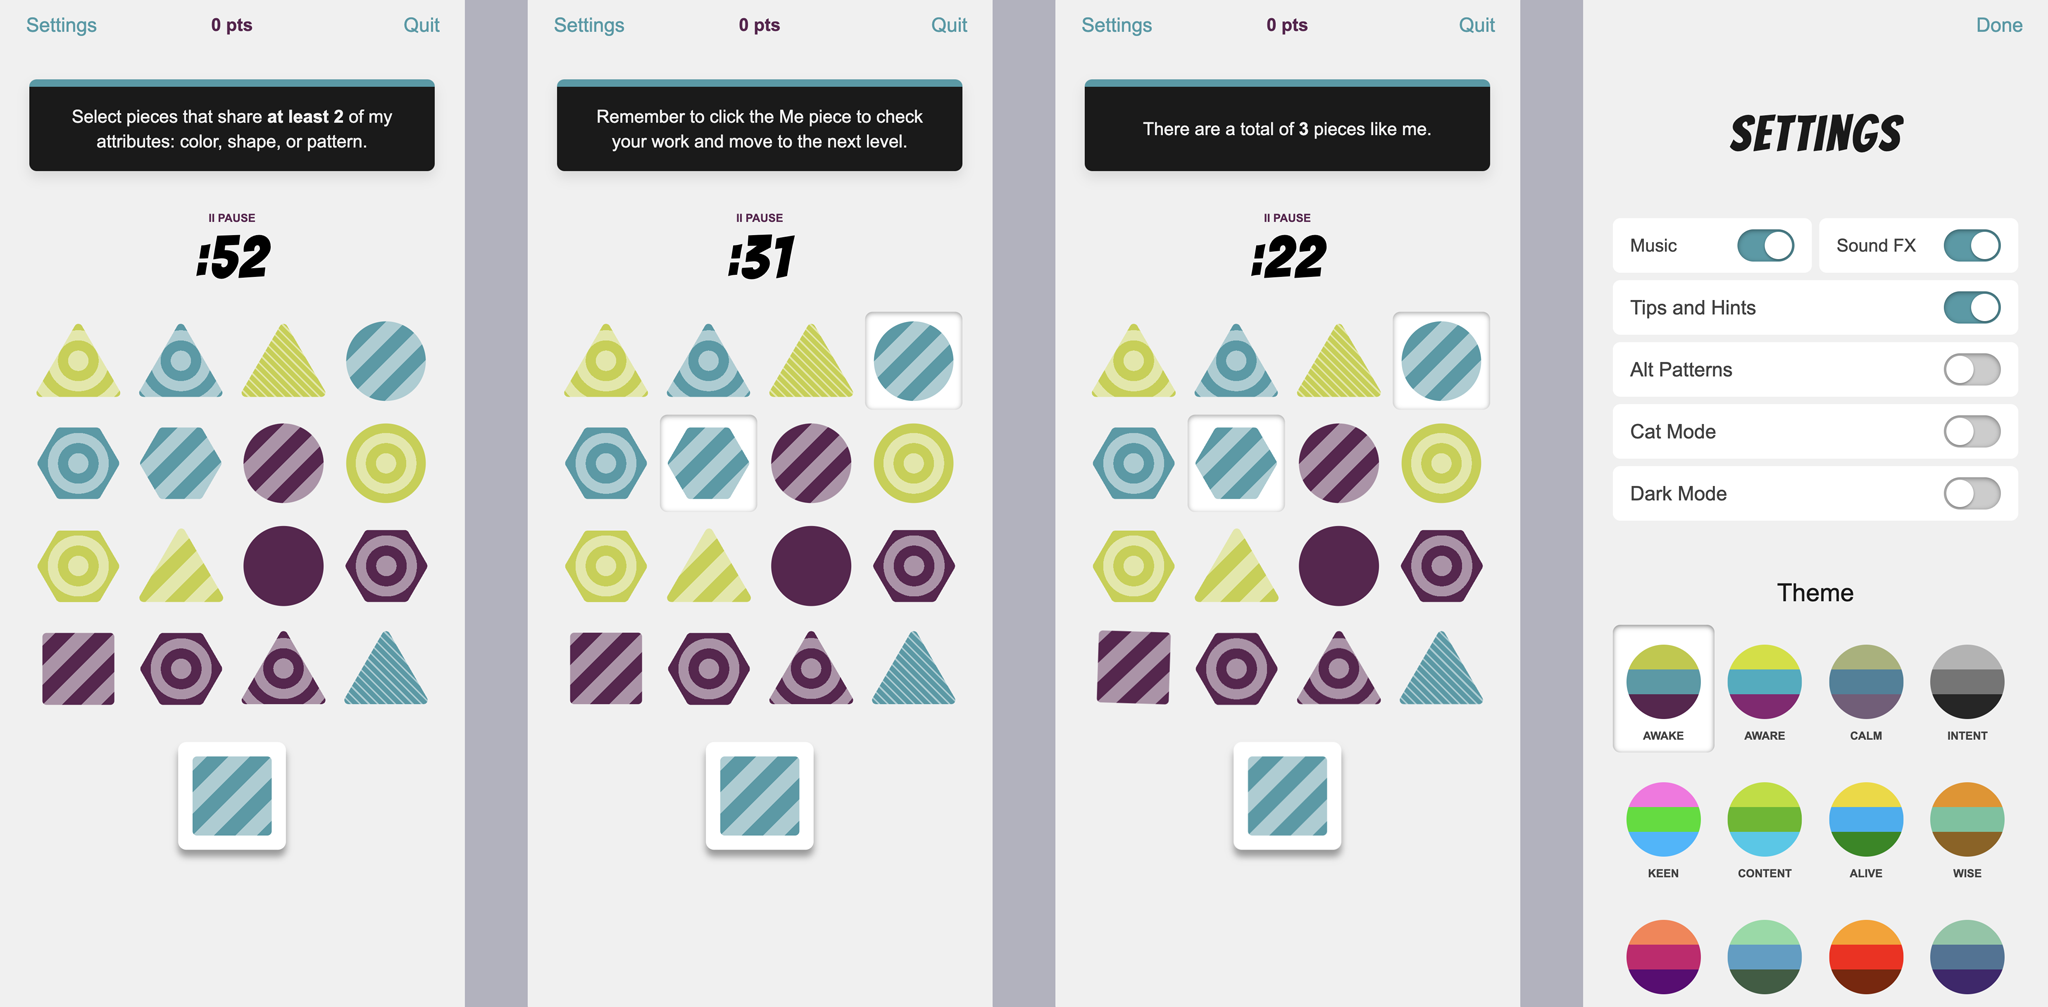 Settings
0 pts
Quit
Select pieces that share at least 2 of my
attributes: color, shape, or pattern.
II PAUSE
:52
Settings
0 pts
Quit
Remember to click the Me piece to check
your work and move to the next level.
II PAUSE
:31
Settings
0 pts
Quit
There are a total of 3 pieces like me.
II PAUSE
:22
Done
SETTINGS
Music
Sound FX
Tips and Hints
Alt Patterns
Cat Mode
Dark Mode
Theme
AWAKE
AWARE
CALM
INTENT
KEEN
CONTENT
ALIVE
WISE